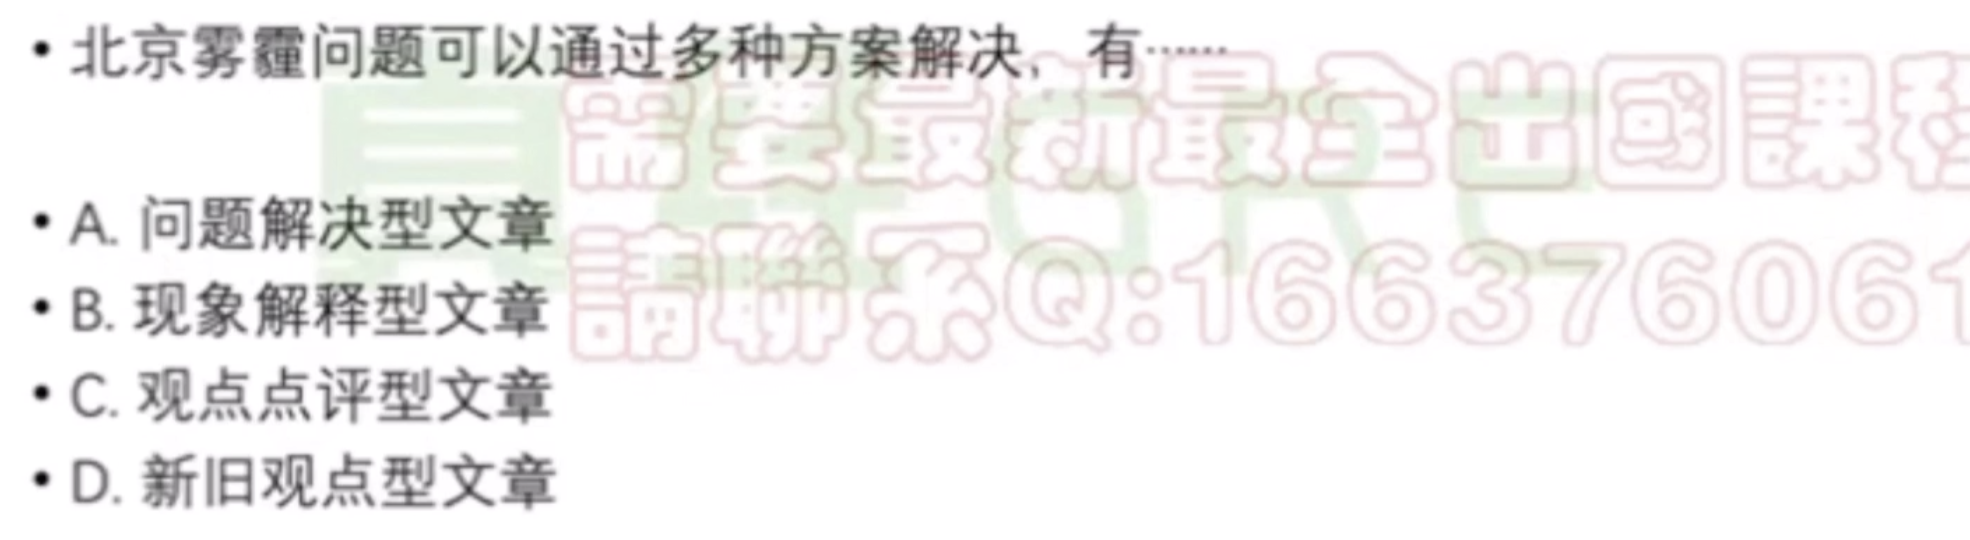 • 北京雾霾问题可以通过多种方案解决，有……
需要最新最全出國課程
• A. 问题解决型文章
請聯系Q:166376061
• B. 现象解释型文章
• C. 观点点评型文章
• D. 新旧观点型文章